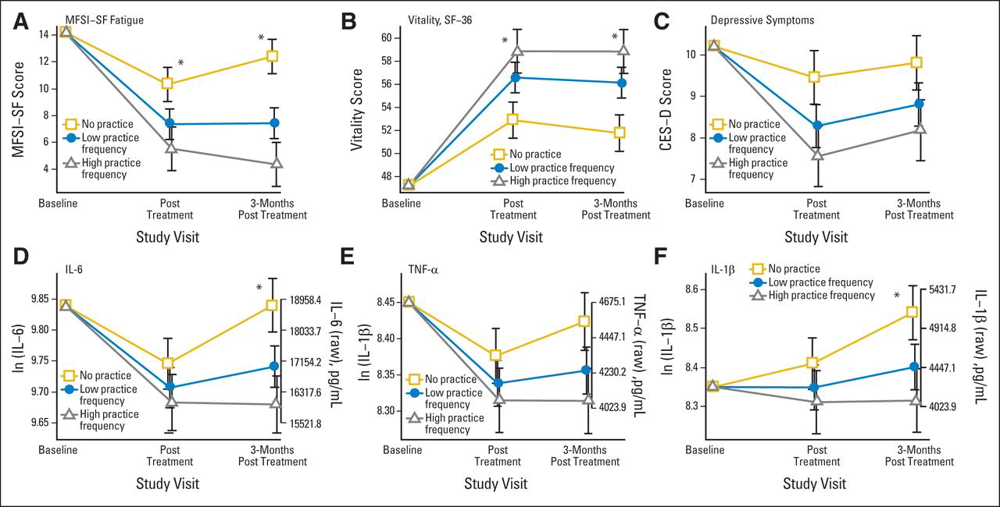 A
MFSI–SF Fatigue
MFSI–SF Score
14
12
10
8
6
4
*
*
No practice
Low practice
frequency
High practice
frequency
Baseline
Post
Treatment
3-Months
Post Treatment
Study Visit
B
Vitality, SF-36
Vitality Score
60
58
56
54
52
50
48
*
*
No practice
Low practice frequency
High practice frequency
Baseline
Post
Treatment
3-Months
Post Treatment
Study Visit
C
Depressive Symptoms
CES–D Score
10
9
8
7
No practice
Low practice
frequency
High practice
frequency
Baseline
Post
Treatment
3-Months
Post Treatment
Study Visit
D
IL-6
ln (IL–6)
9.85
9.80
9.75
9.70
9.65
*
18958.4
18033.7
17154.2
16317.6
15521.8
IL–6 (raw), pg/mL
No practice
Low practice
frequency
High practice
frequency
Baseline
Post
Treatment
3-Months
Post Treatment
Study Visit
E
TNF-α
ln (IL–1β)
8.45
8.40
8.35
8.30
4675.1
4447.1
4230.2
4023.9
TNF–α (raw) ,pg/mL
No practice
Low practice
frequency
High practice
frequency
Baseline
Post
Treatment
3-Months
Post Treatment
Study Visit
F
IL-1β
ln (IL–1β)
8.6
8.5
8.4
8.3
No practice
Low practice frequency
High practice frequency
*
5431.7
4914.8
4447.1
4023.9
IL–1β (raw) ,pg/mL
Baseline
Post
Treatment
3-Months
Post Treatment
Study Visit